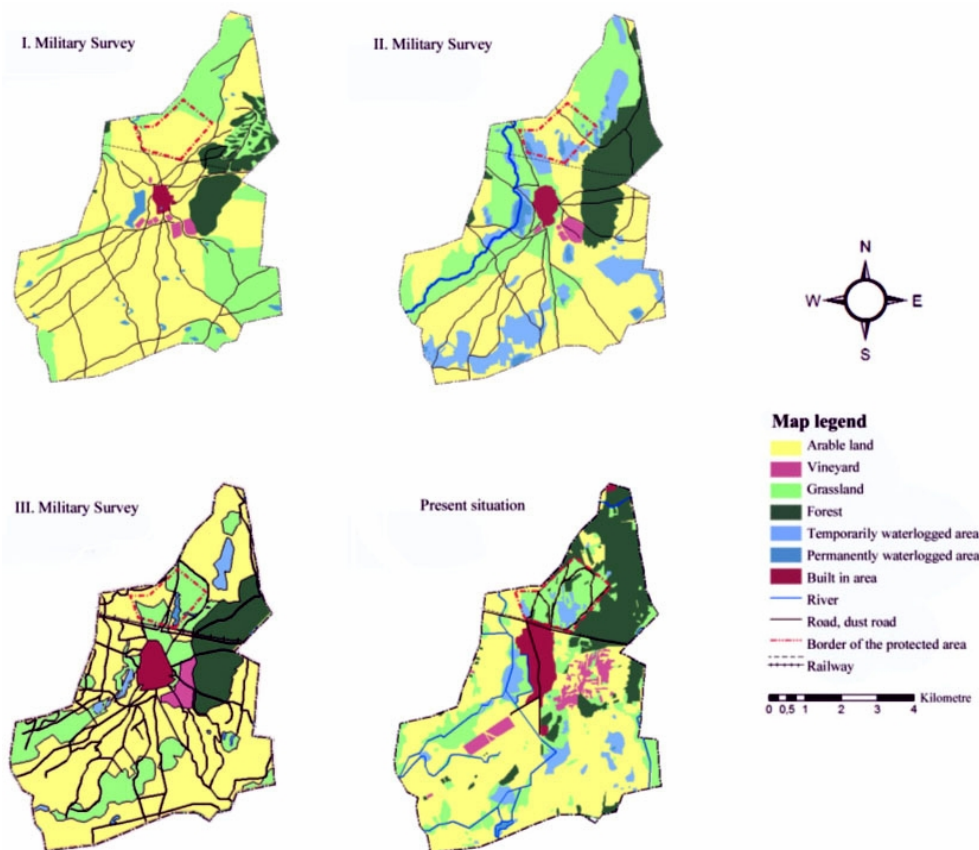 I. Military Survey
II. Military Survey
N
W E
S
Map legend
Arable land
Vineyard
Grassland
Forest
Temporarily waterlogged area
Permanently waterlogged area
Built in area
River
Road, dust road
Border of the protected area
Railway
Kilometre
0 0,5 1 2 3 4
III. Military Survey
Present situation